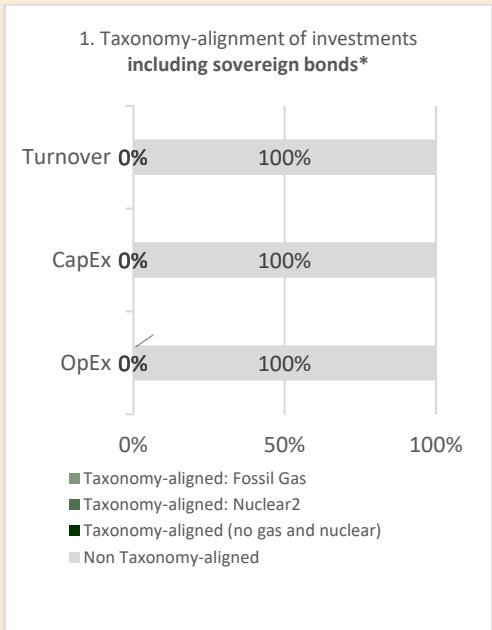 1. Taxonomy-alignment of investments
including sovereign bonds*
Turnover 0% 100%
CapEx 0% 100%
OpEx 0% 100%
0% 50% 100%
Taxonomy-aligned: Fossil Gas
Taxonomy-aligned: Nuclear2
Taxonomy-aligned (no gas and nuclear)
Non Taxonomy-aligned